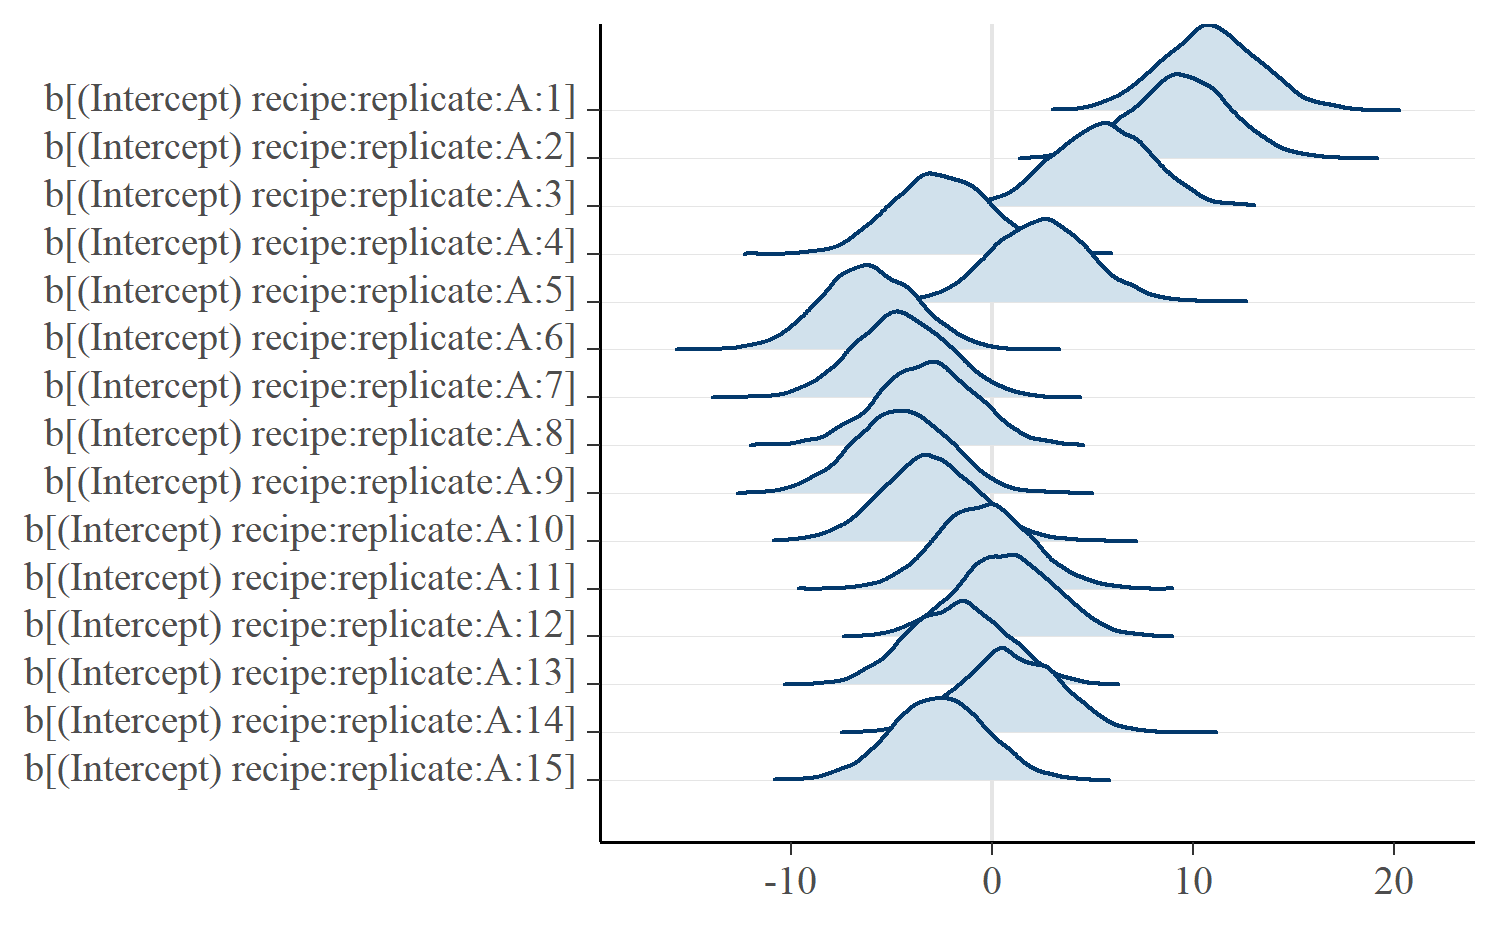 b[(Intercept) recipe:replicate:A:1]
b[(Intercept) recipe:replicate:A:2]
b[(Intercept) recipe:replicate:A:3]
b[(Intercept) recipe:replicate:A:4]
b[(Intercept) recipe:replicate:A:5]
b[(Intercept) recipe:replicate:A:6]
b[(Intercept) recipe:replicate:A:7]
b[(Intercept) recipe:replicate:A:8]
b[(Intercept) recipe:replicate:A:9]
b[(Intercept) recipe:replicate:A:10]
b[(Intercept) recipe:replicate:A:11]
b[(Intercept) recipe:replicate:A:12]
b[(Intercept) recipe:replicate:A:13]
b[(Intercept) recipe:replicate:A:14]
b[(Intercept) recipe:replicate:A:15]
-10 0 10 20